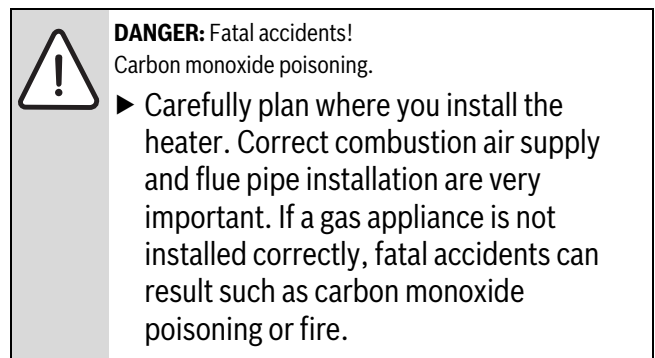 DANGER: Fatal accidents!
Carbon monoxide poisoning.
▶ Carefully plan where you install the
heater. Correct combustion air supply
and flue pipe installation are very
important. If a gas appliance is not
installed correctly, fatal accidents can
result such as carbon monoxide
poisoning or fire.